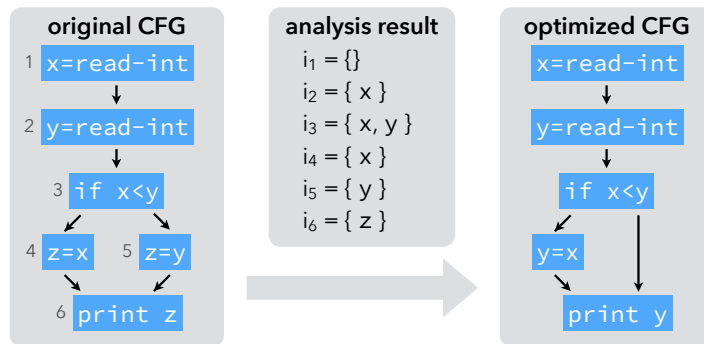 original CFG
1 x=read-int
2 y=read-int
3 if x<y
4 z=x 5 z=y
6 print z
analysis result
i₁ = {}
i₂ = { x }
i₃ = { x, y }
i₄ = { x }
i₅ = { y }
i₆ = { z }
optimized CFG
x=read-int
y=read-int
if x<y
y=x
print y